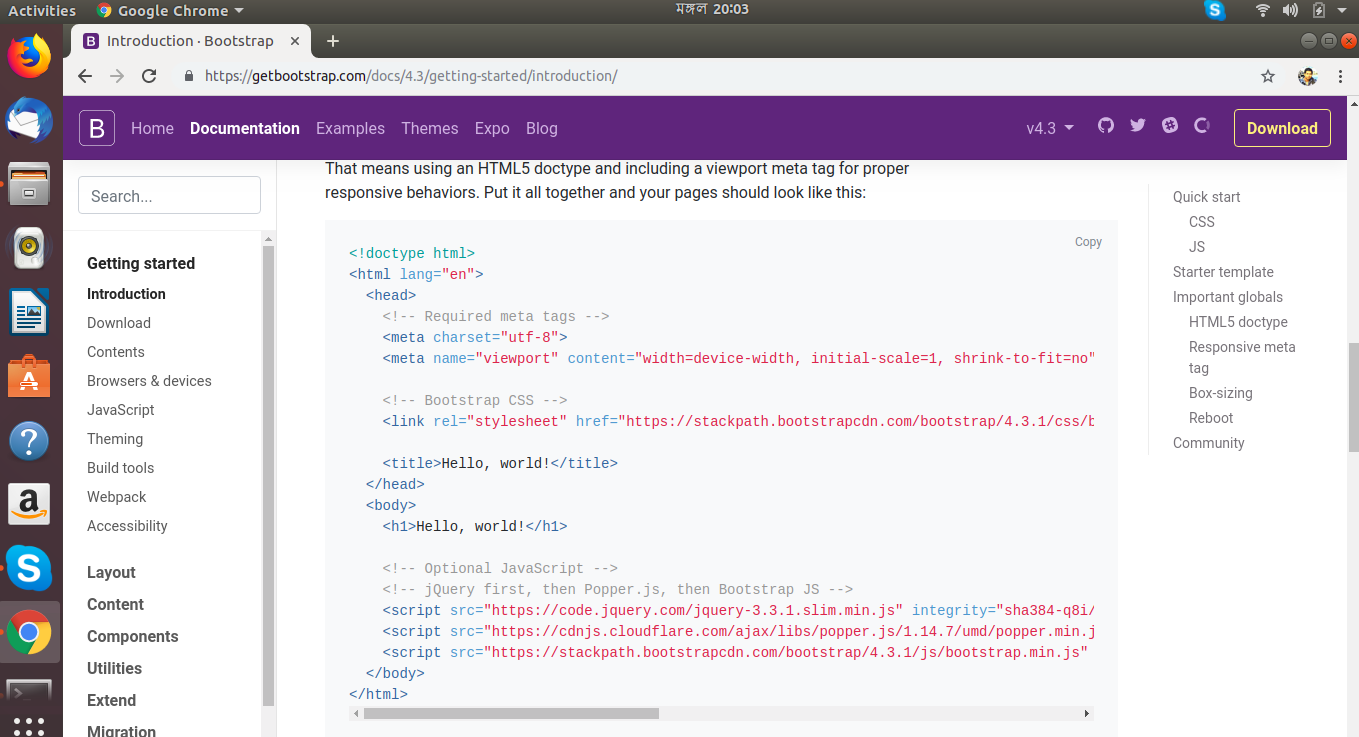 Activities
Google Chrome
মঙ্গল 20:03
Introduction · Bootstrap
https://getbootstrap.com/docs/4.3/getting-started/introduction/
B Home Documentation Examples Themes Expo Blog v4.3 Download
Search...
Getting started
Introduction
Download
Contents
Browsers & devices
JavaScript
Theming
Build tools
Webpack
Accessibility
Layout
Content
Components
Utilities
Extend
Migration
That means using an HTML5 doctype and including a viewport meta tag for proper
responsive behaviors. Put it all together and your pages should look like this:
Copy
<!doctype html>
<html lang="en">
  <head>
    <!-- Required meta tags -->
    <meta charset="utf-8">
    <meta name="viewport" content="width=device-width, initial-scale=1, shrink-to-fit=no"
    <!-- Bootstrap CSS -->
    <link rel="stylesheet" href="https://stackpath.bootstrapcdn.com/bootstrap/4.3.1/css/b
    <title>Hello, world!</title>
  </head>
  <body>
    <h1>Hello, world!</h1>
    <!-- Optional JavaScript -->
    <!-- jQuery first, then Popper.js, then Bootstrap JS -->
    <script src="https://code.jquery.com/jquery-3.3.1.slim.min.js" integrity="sha384-q8i/
    <script src="https://cdnjs.cloudflare.com/ajax/libs/popper.js/1.14.7/umd/popper.min.j
    <script src="https://stackpath.bootstrapcdn.com/bootstrap/4.3.1/js/bootstrap.min.js"
  </body>
</html>
Quick start
CSS
JS
Starter template
Important globals
HTML5 doctype
Responsive meta
tag
Box-sizing
Reboot
Community